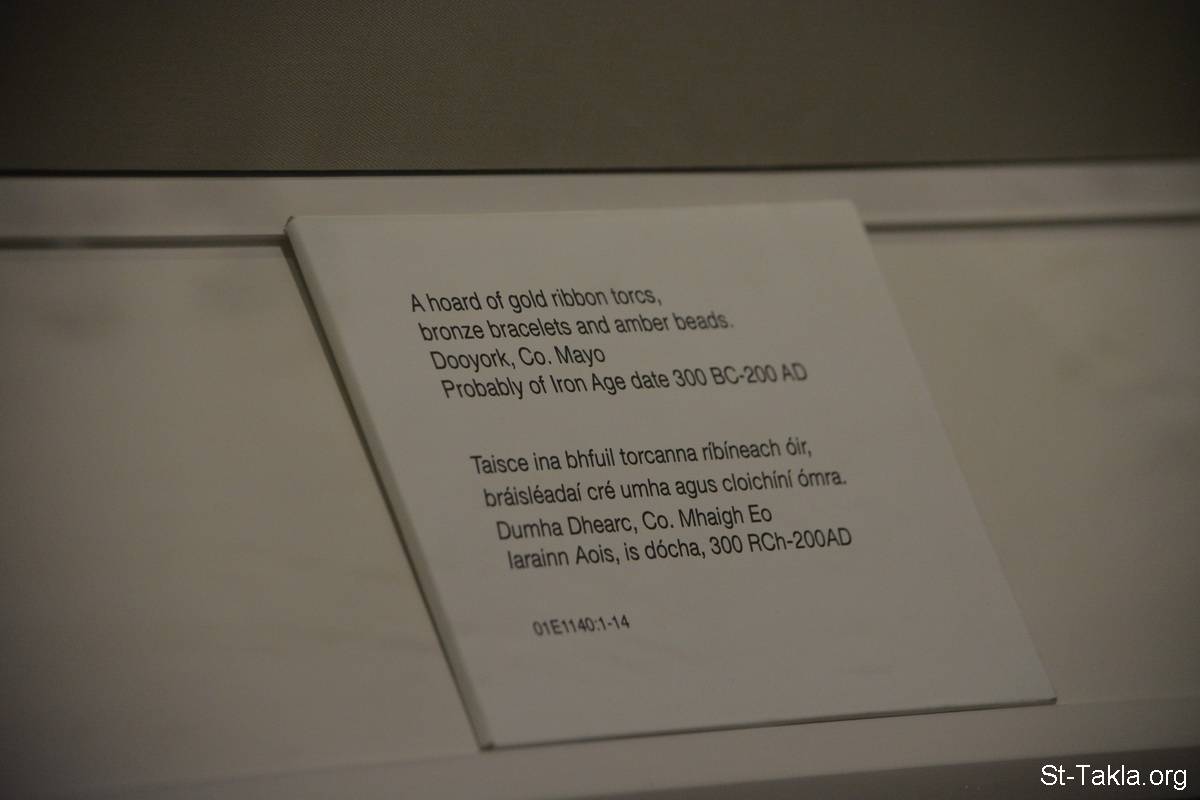 A hoard of gold ribbon torcs,
bronze bracelets and amber beads.
Dooyork, Co. Mayo
Probably of Iron Age date 300 BC-200 AD
Taisce ina bhfuil torcanna ríbíneach óir,
bráisléadaí cré umha agus cloichíní ómra.
Dumha Dhearc, Co. Mhaigh Eo
Iarainn Aois, is dócha, 300 RCh-200AD
01E1140:1-14
St-Takla.org